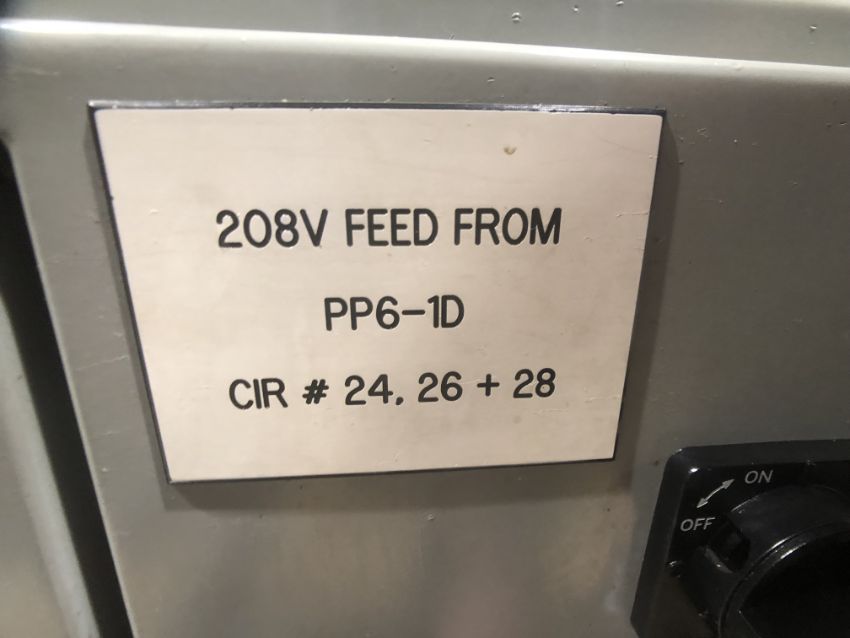 208V FEED FROM
PP6-1D
CIR # 24, 26 + 28
ON
OFF